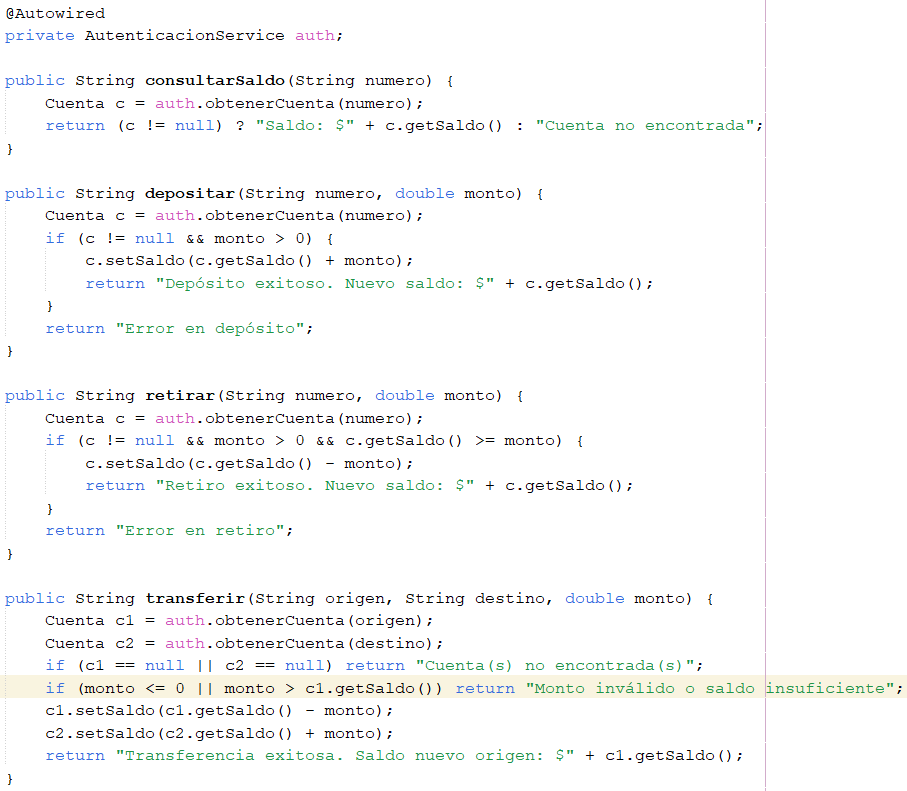 @Autowired
private AutenticacionService auth;
public String consultarSaldo(String numero) {
Cuenta c = auth.obtenerCuenta(numero);
return (c != null) ? "Saldo: $" + c.getSaldo() : "Cuenta no encontrada";
}
public String depositar(String numero, double monto) {
Cuenta c = auth.obtenerCuenta(numero);
if (c != null && monto > 0) {
c.setSaldo(c.getSaldo() + monto);
return "Depósito exitoso. Nuevo saldo: $" + c.getSaldo();
}
return "Error en depósito";
}
public String retirar(String numero, double monto) {
Cuenta c = auth.obtenerCuenta(numero);
if (c != null && monto > 0 && c.getSaldo() >= monto) {
c.setSaldo(c.getSaldo() - monto);
return "Retiro exitoso. Nuevo saldo: $" + c.getSaldo();
}
return "Error en retiro";
}
public String transferir(String origen, String destino, double monto) {
Cuenta c1 = auth.obtenerCuenta(origen);
Cuenta c2 = auth.obtenerCuenta(destino);
if (c1 == null || c2 == null) return "Cuenta(s) no encontrada(s)";
if (monto <= 0 || monto > c1.getSaldo()) return "Monto inválido o saldo insuficiente";
c1.setSaldo(c1.getSaldo() - monto);
c2.setSaldo(c2.getSaldo() + monto);
return "Transferencia exitosa. Saldo nuevo origen: $" + c1.getSaldo();
}